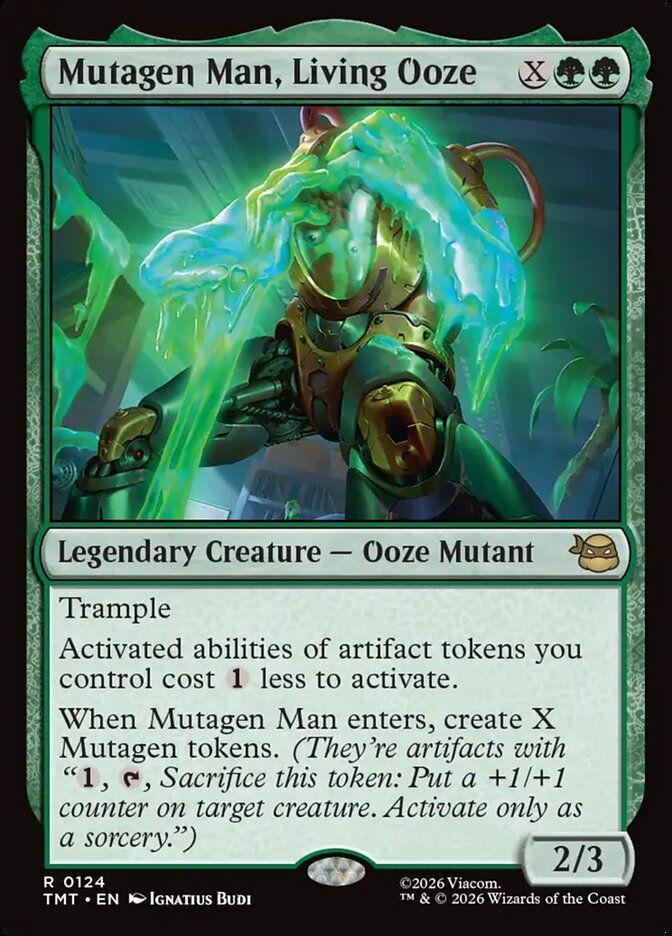 Mutagen Man, Living Ooze X
Legendary Creature — Ooze Mutant
Trample
Activated abilities of artifact tokens you
control cost 1 less to activate.
When Mutagen Man enters, create X
Mutagen tokens. (They’re artifacts with
“1, , Sacrifice this token: Put a +1/+1
counter on target creature. Activate only as
a sorcery.”)
2/3
R 0124
TMT • EN Ignatius Budi
©2026 Viacom.
™ & © 2026 Wizards of the Coast